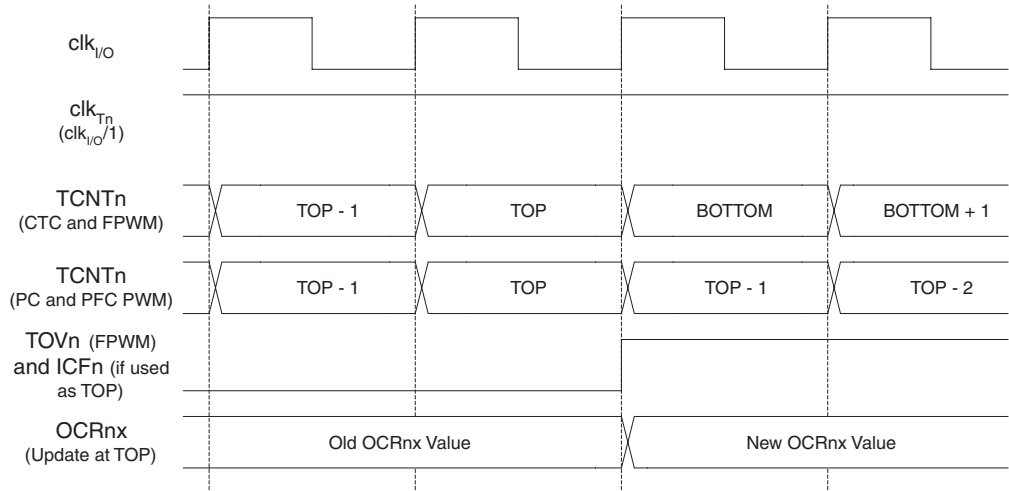 clkI/O
clkTn
(clkI/O/1)
TCNTn
(CTC and FPWM)
TOP - 1
TOP
BOTTOM
BOTTOM + 1
TCNTn
(PC and PFC PWM)
TOP - 1
TOP
TOP - 1
TOP - 2
TOVn (FPWM)
and ICFn (if used
as TOP)
OCRnx
(Update at TOP)
Old OCRnx Value
New OCRnx Value